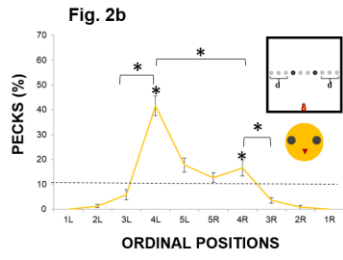 Fig. 2b
PECKS (%)
70
60
50
40
30
20
10
0
*
*
*
*
*
d
d
1L 2L 3L 4L 5L 5R 4R 3R 2R 1R
ORDINAL POSITIONS